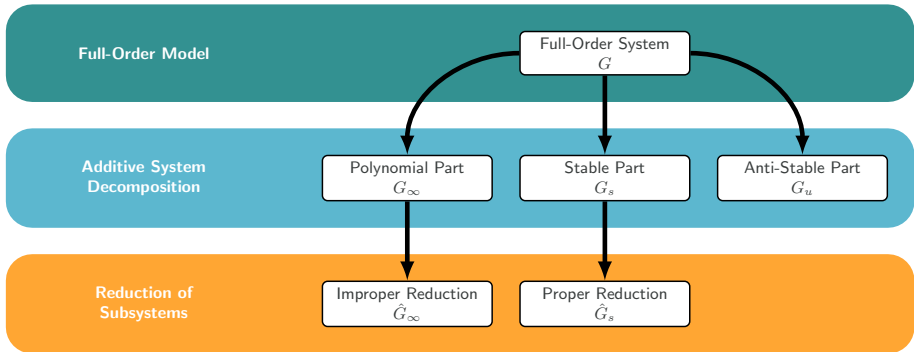 Full-Order Model
Full-Order System
G
Additive System
Decomposition
Polynomial Part
G∞
Stable Part
Gs
Anti-Stable Part
Gu
Reduction of
Subsystems
Improper Reduction
Ĝ∞
Proper Reduction
Ĝs